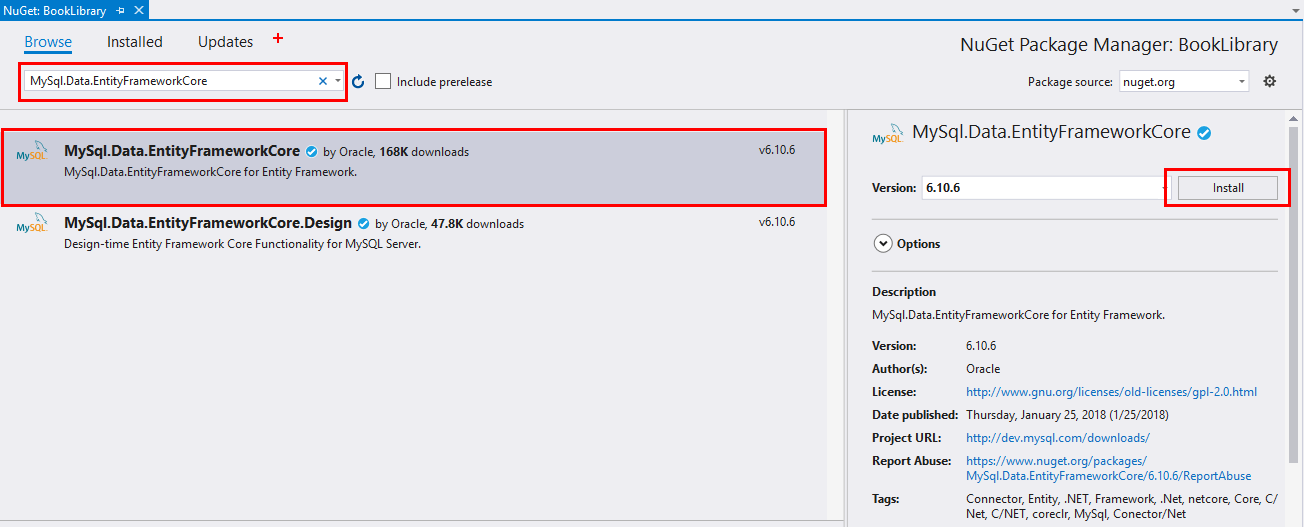 NuGet: BookLibrary
Browse Installed Updates
NuGet Package Manager: BookLibrary
MySql.Data.EntityFrameworkCore
Include prerelease
Package source: nuget.org
MySQL MySql.Data.EntityFrameworkCore by Oracle, 168K downloads v6.10.6
MySql.Data.EntityFrameworkCore for Entity Framework.
MySQL MySql.Data.EntityFrameworkCore.Design by Oracle, 47.8K downloads v6.10.6
Design-time Entity Framework Core Functionality for MySQL Server.
MySQL MySql.Data.EntityFrameworkCore
Version: 6.10.6 Install
Options
Description
MySql.Data.EntityFrameworkCore for Entity Framework.
Version: 6.10.6
Author(s): Oracle
License: http://www.gnu.org/licenses/old-licenses/gpl-2.0.html
Date published: Thursday, January 25, 2018 (1/25/2018)
Project URL: http://dev.mysql.com/downloads/
Report Abuse: https://www.nuget.org/packages/
MySql.Data.EntityFrameworkCore/6.10.6/ReportAbuse
Tags: Connector, Entity, .NET, Framework, .Net, netcore, Core, C/
Net, C/NET, coreclr, MySql, Conector/Net